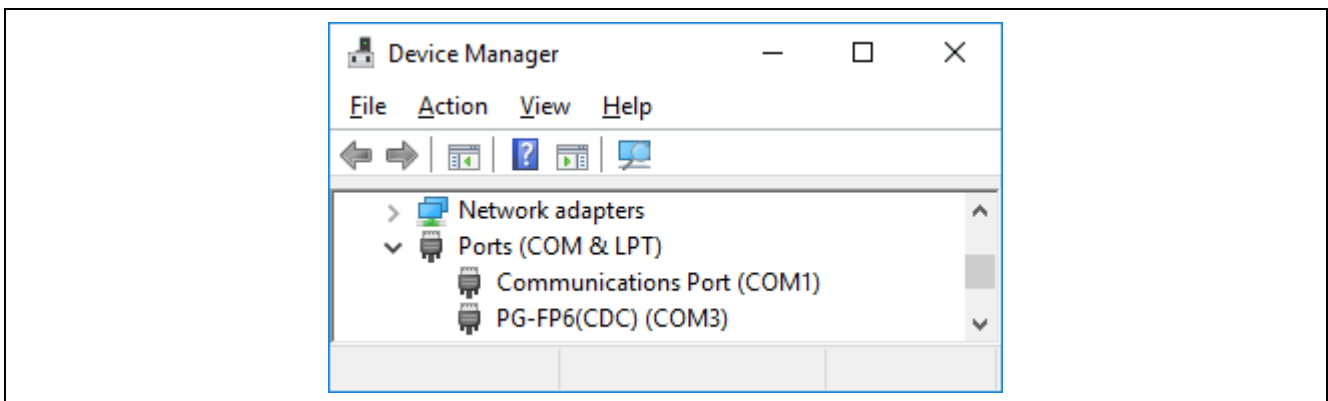 Device Manager
File Action View Help
Network adapters
Ports (COM & LPT)
Communications Port (COM1)
PG-FP6(CDC) (COM3)